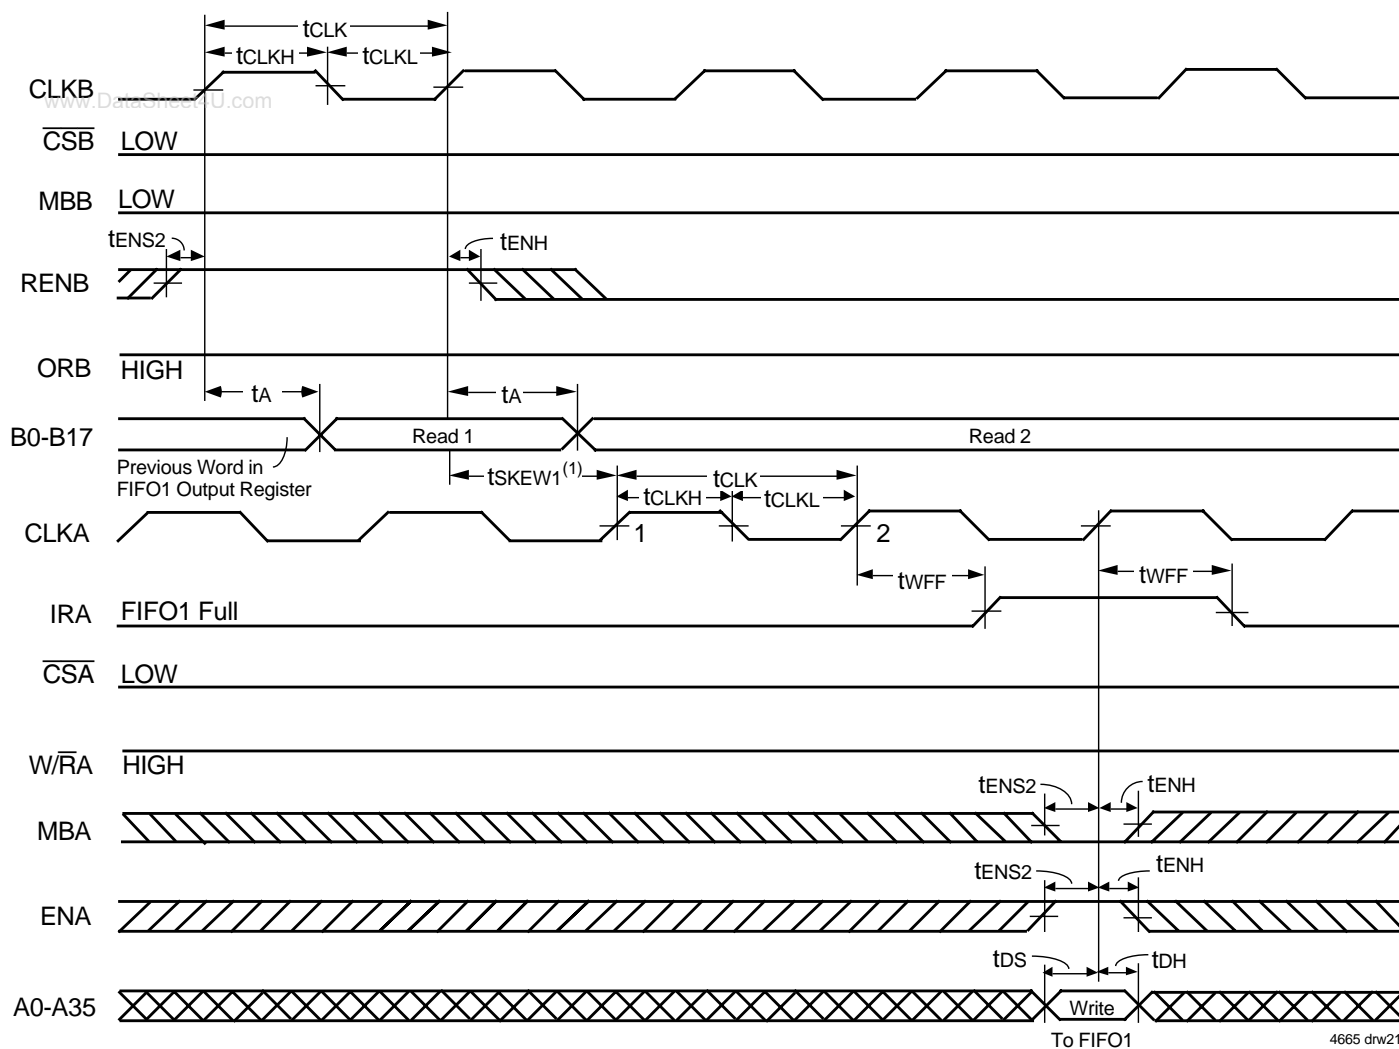 tCLK
tCLKH tCLKL
CLKB
www.DataSheet4U.com
CSB LOW
MBB LOW
tENS2 tENH
RENB
ORB HIGH
tA tA
B0-B17 Read 1 Read 2
Previous Word in
FIFO1 Output Register
tSKEW1(1) tCLK
tCLKH tCLKL
CLKA 1 2
tWFF tWFF
IRA FIFO1 Full
CSA LOW
W/RA HIGH
tENS2 tENH
MBA
tENS2 tENH
ENA
tDS tDH
A0-A35 Write
To FIFO1
4665 drw21